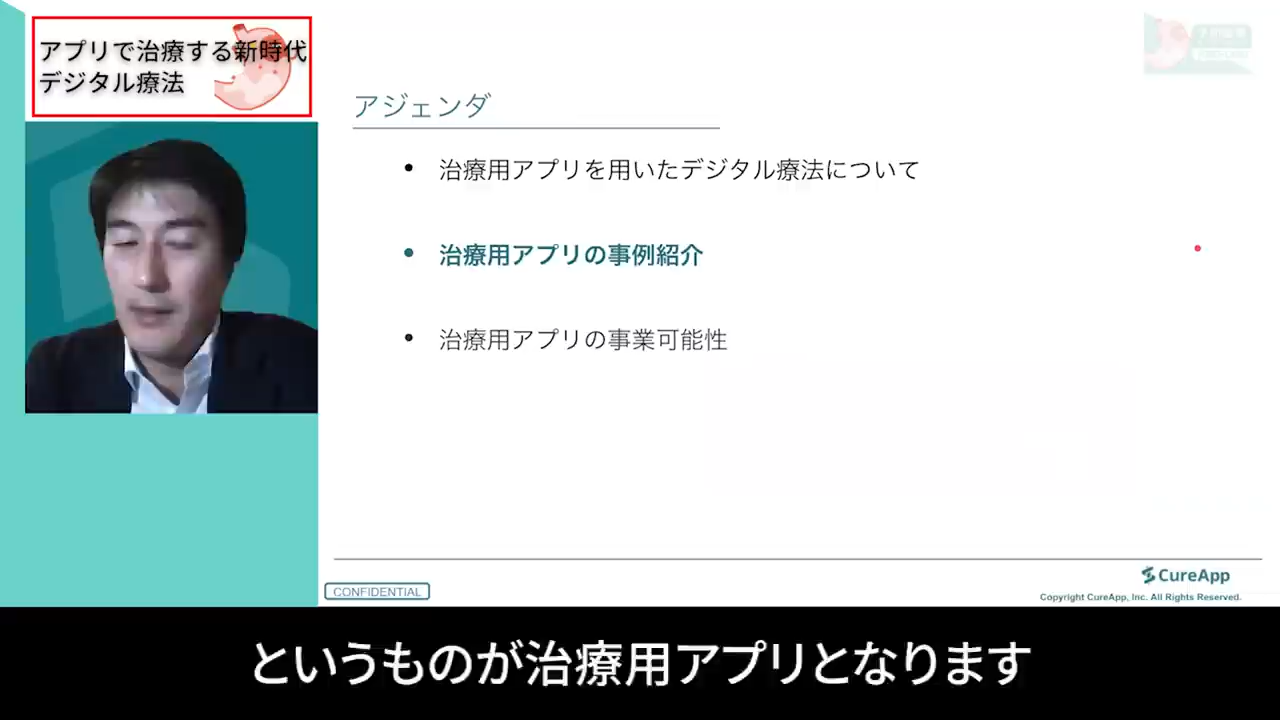 アプリで治療する新時代
デジタル療法
アジェンダ
• 治療用アプリを用いたデジタル療法について
• 治療用アプリの事例紹介
• 治療用アプリの事業可能性
CONFIDENTIAL
CureApp
Copyright CureApp, Inc. All Rights Reserved.
というものが治療用アプリとなります